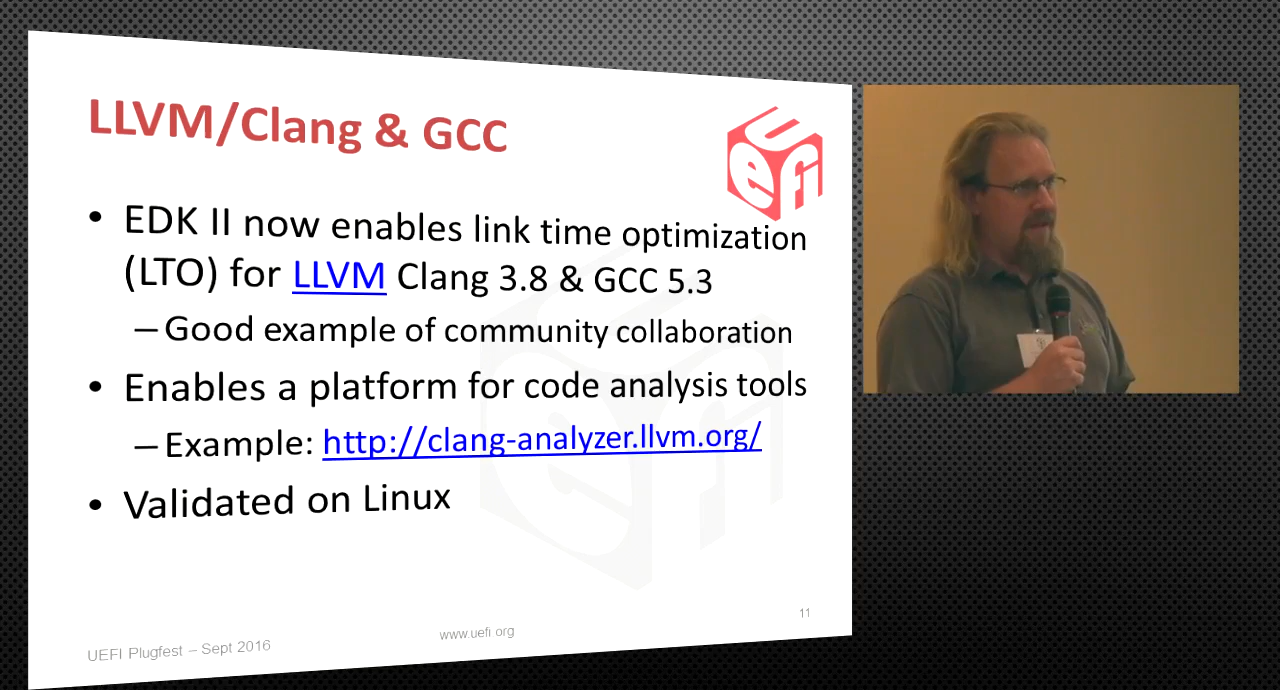 LLVM/Clang & GCC
UEFI
• EDK II now enables link time optimization
(LTO) for LLVM Clang 3.8 & GCC 5.3
– Good example of community collaboration
• Enables a platform for code analysis tools
– Example: http://clang-analyzer.llvm.org/
• Validated on Linux
11
www.uefi org
UEFI Plugfest – Sept 2016